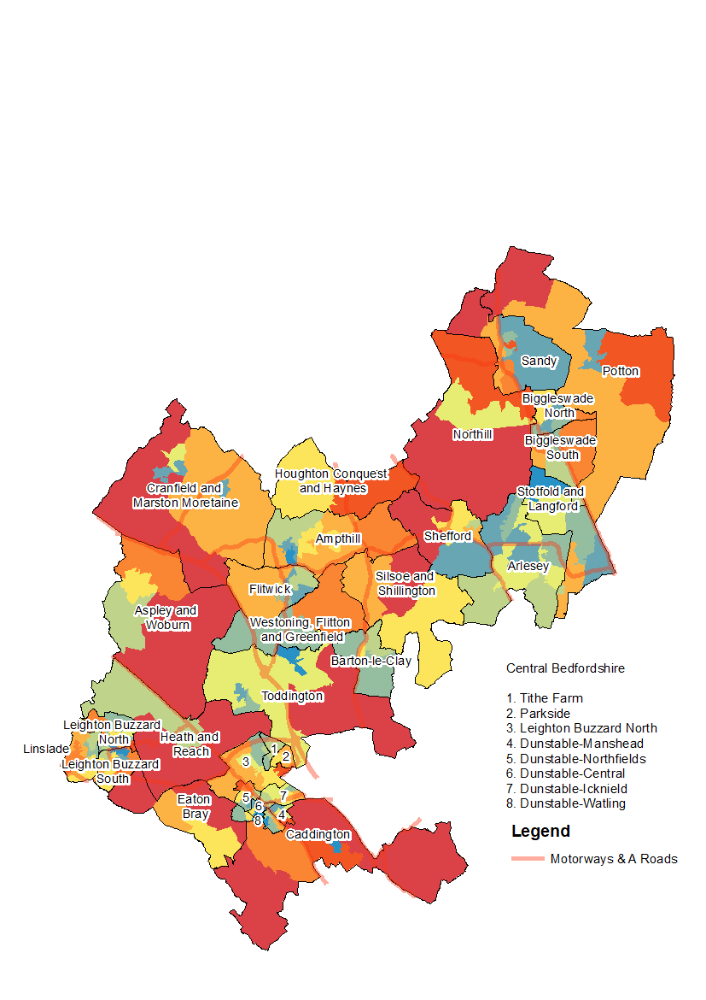 Sandy
Potton
Biggleswade
North
Northill
Biggleswade
South
Houghton Conquest
and Haynes
Cranfield and
Marston Moretaine
Stotfold and
Langford
Ampthill
Shefford
Arlesey
Silsoe and
Shillington
Flitwick
Aspley and
Woburn
Westoning, Flitton
and Greenfield
Barton-le-Clay
Toddington
Leighton Buzzard
North
Heath and
Reach
Linslade
Leighton Buzzard
South
1
2
3
Eaton
Bray
5
6
7
4
8
Caddington
Central Bedfordshire
1. Tithe Farm
2. Parkside
3. Leighton Buzzard North
4. Dunstable-Manshead
5. Dunstable-Northfields
6. Dunstable-Central
7. Dunstable-Icknield
8. Dunstable-Watling
Legend
Motorways & A Roads